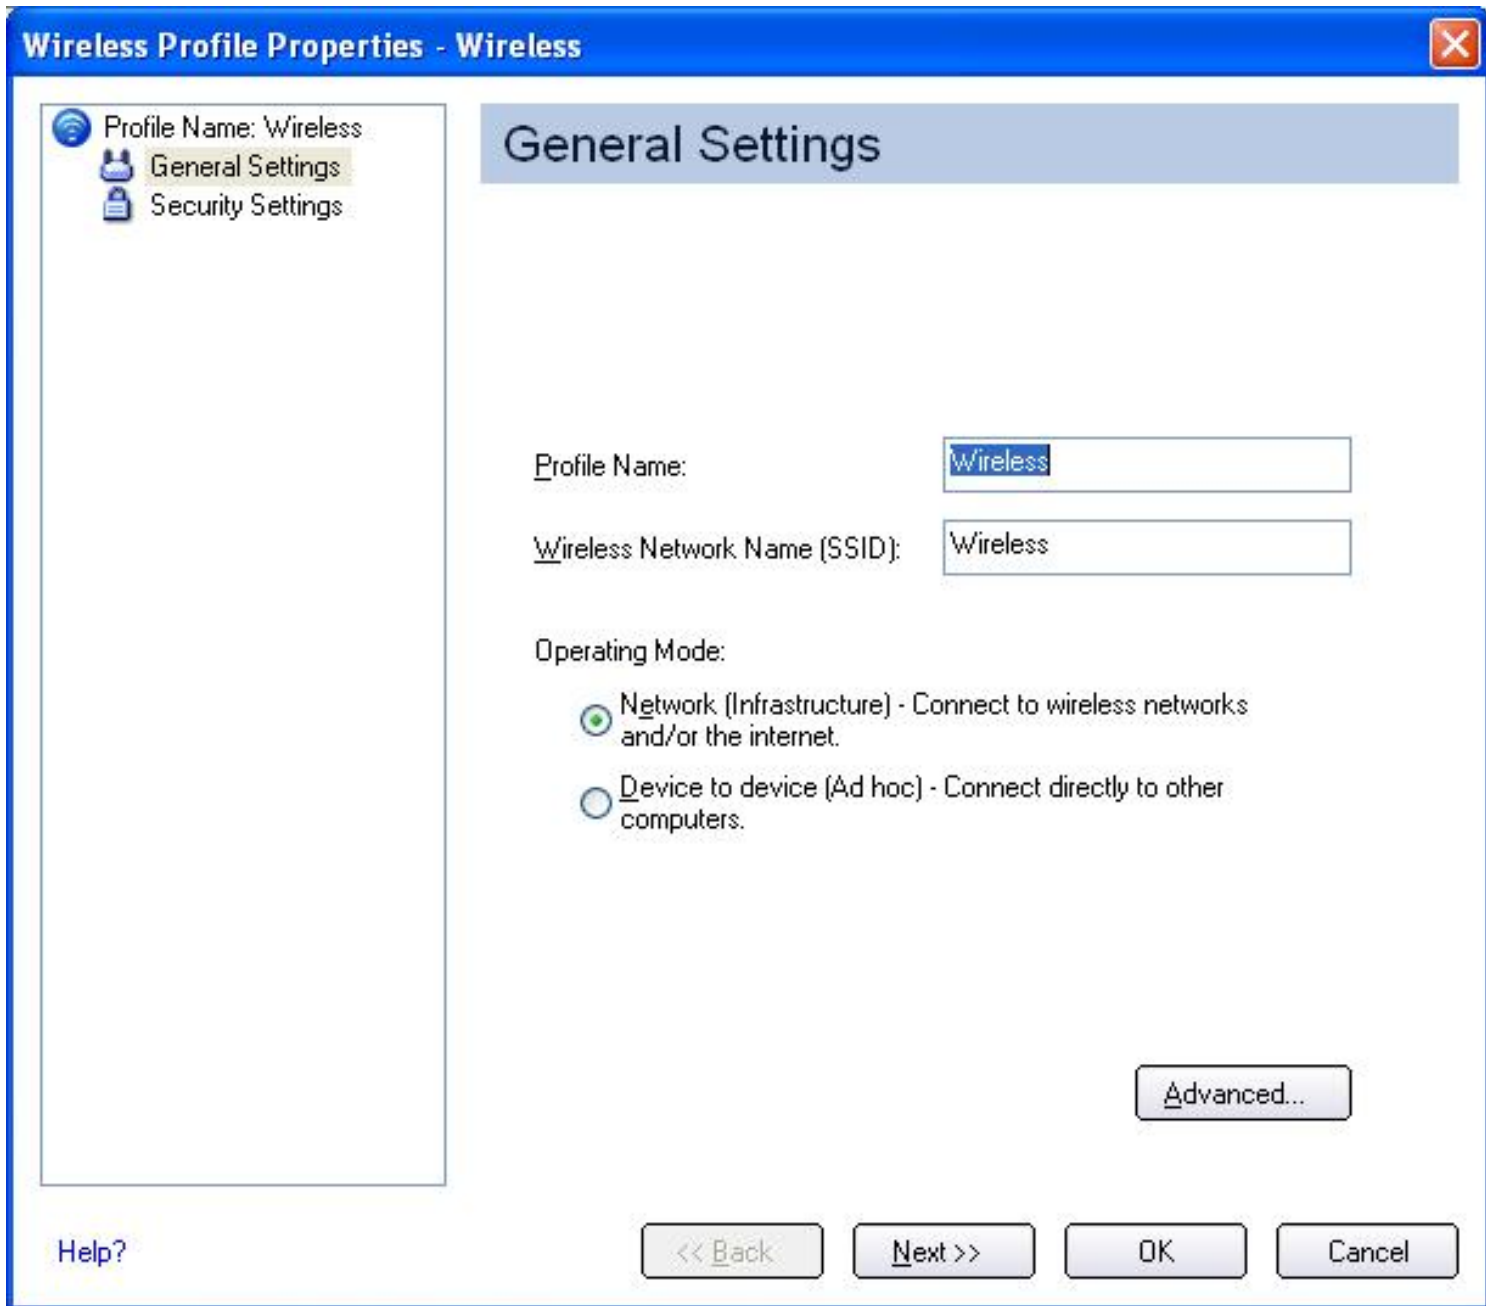 Wireless Profile Properties - Wireless
Profile Name: Wireless
General Settings
Security Settings
General Settings
Profile Name:
Wireless
Wireless Network Name (SSID):
Wireless
Operating Mode:
Network (Infrastructure) - Connect to wireless networks
and/or the internet.
Device to device (Ad hoc) - Connect directly to other
computers.
Advanced...
Help?
<< Back
Next >>
OK
Cancel